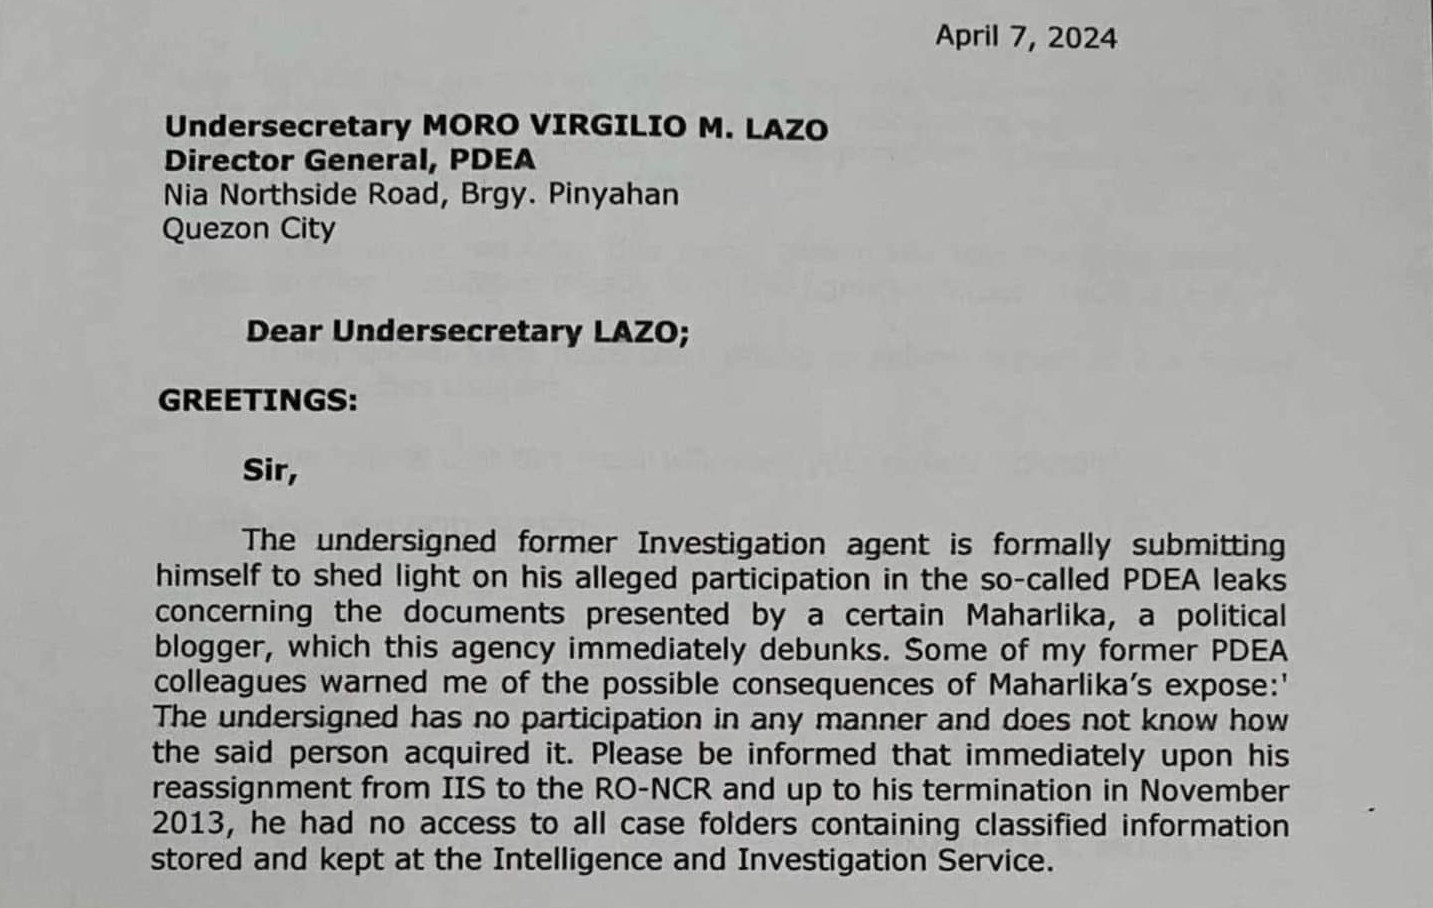 April 7, 2024
Undersecretary MORO VIRGILIO M. LAZO
Director General, PDEA
Nia Northside Road, Brgy. Pinyahan
Quezon City
Dear Undersecretary LAZO;
GREETINGS:
Sir,
The undersigned former Investigation agent is formally submitting
himself to shed light on his alleged participation in the so-called PDEA leaks
concerning the documents presented by a certain Maharlika, a political
blogger, which this agency immediately debunks. Some of my former PDEA
colleagues warned me of the possible consequences of Maharlika's expose:'
The undersigned has no participation in any manner and does not know how
the said person acquired it. Please be informed that immediately upon his
reassignment from IIS to the RO-NCR and up to his termination in November
2013, he had no access to all case folders containing classified information
stored and kept at the Intelligence and Investigation Service.